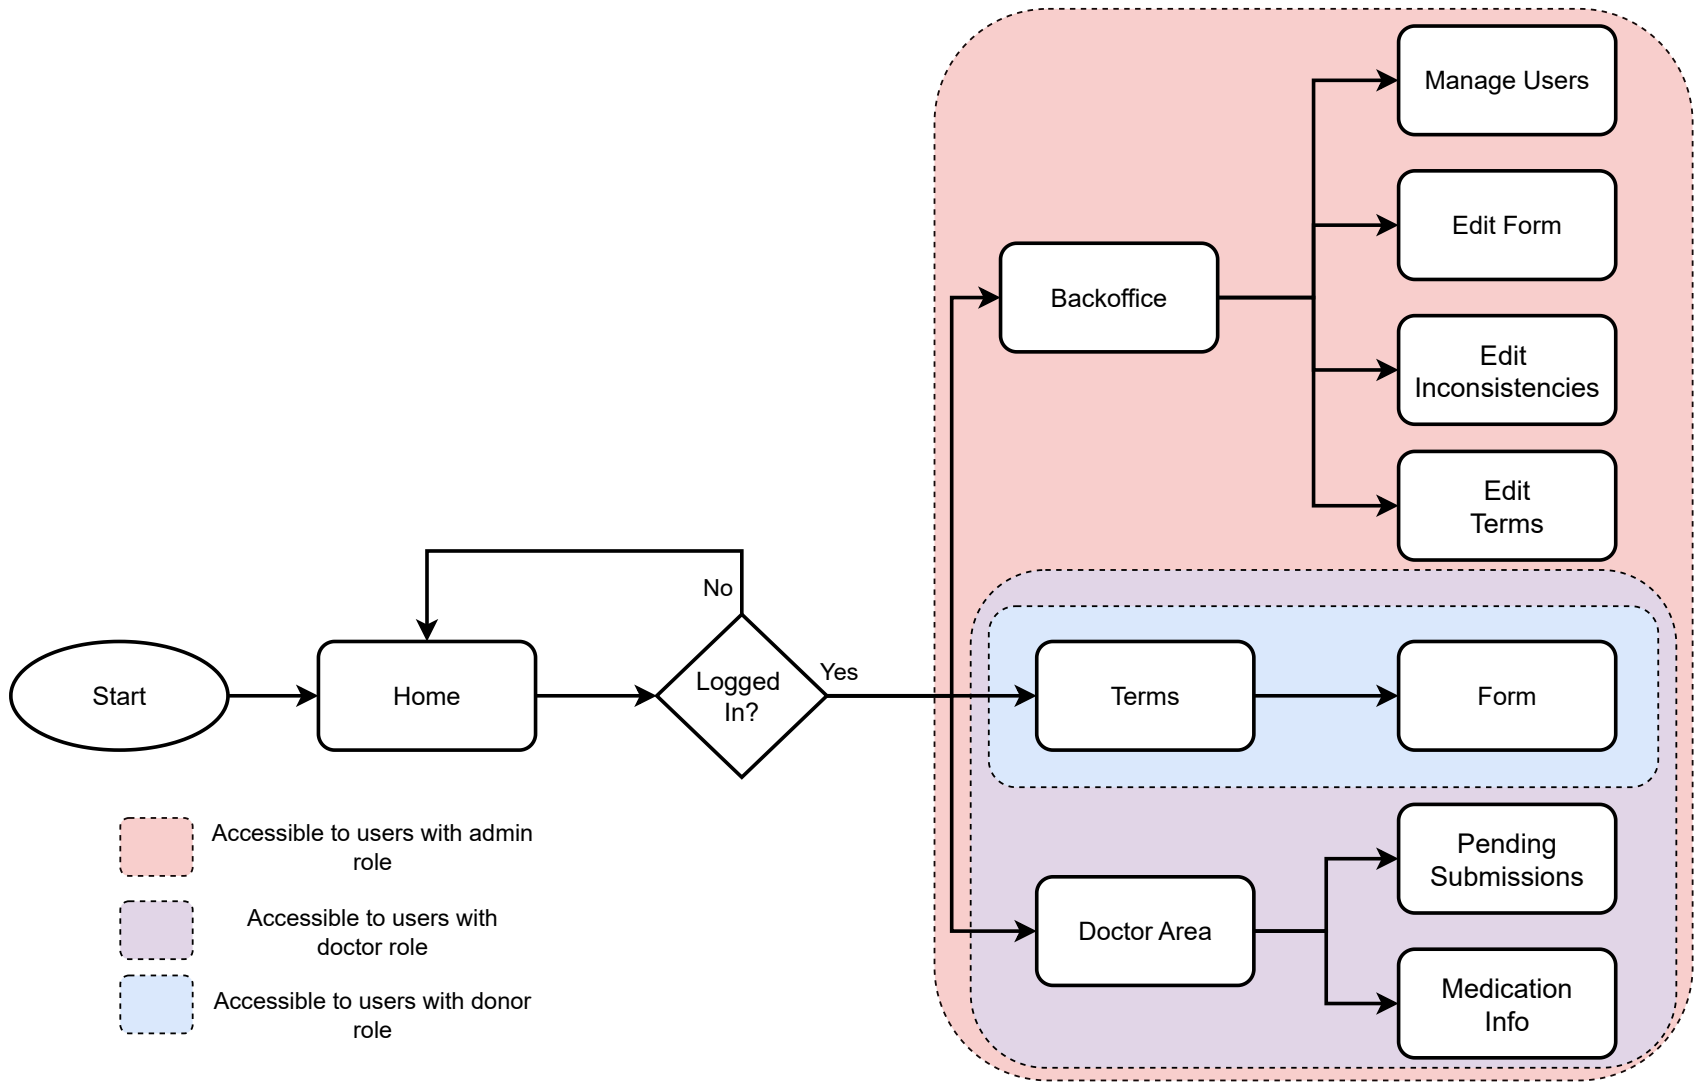 Manage Users
Edit Form
Backoffice
Edit
Inconsistencies
Edit
Terms
No
Start
Home
Logged
In?
Yes
Terms
Form
Accessible to users with admin
role
Accessible to users with
doctor role
Accessible to users with donor
role
Doctor Area
Pending
Submissions
Medication
Info